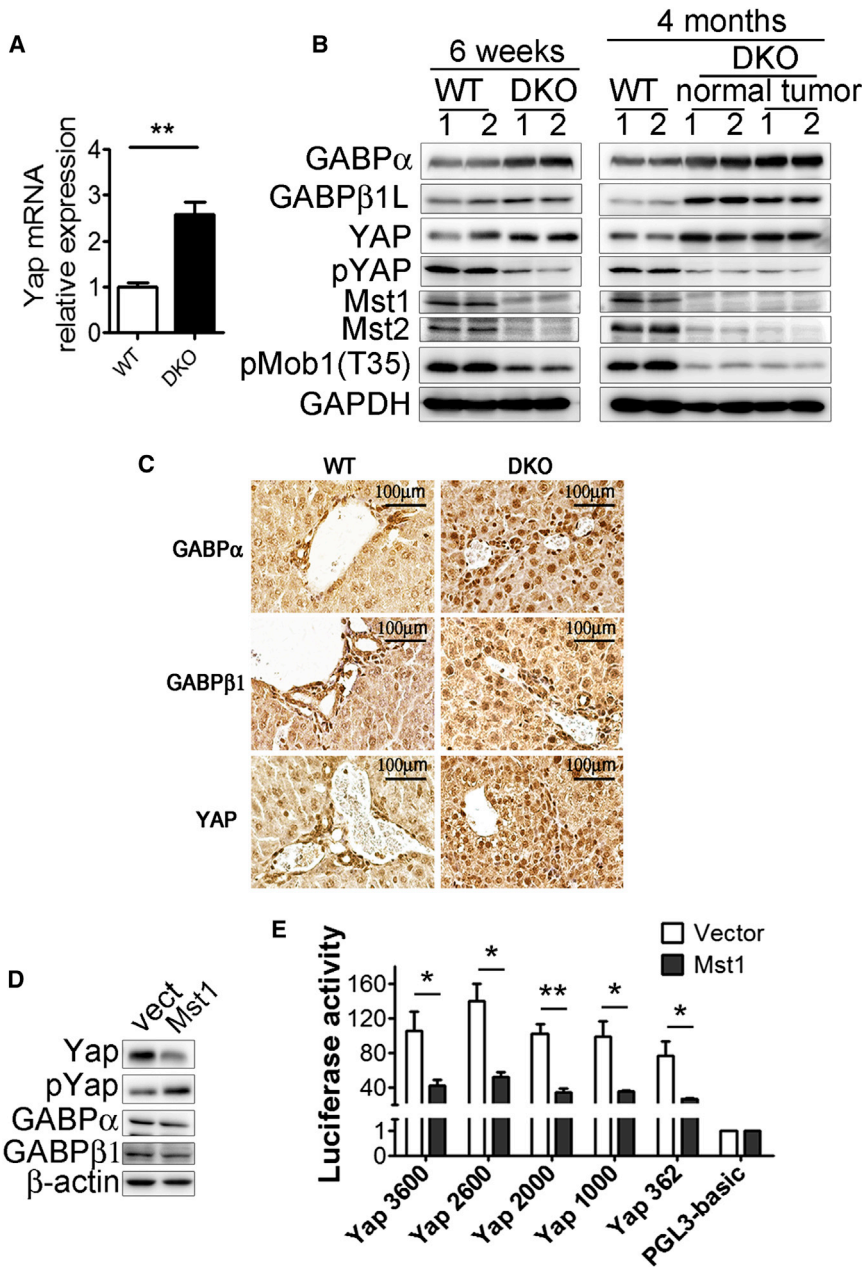 A
Yap mRNA
relative expression
**
4
3
2
1
0
WT
DKO
B
6 weeks
4 months
DKO
WT DKO
WT normal tumor
1 2 1 2
1 2 1 2 1 2
GABPα
GABPβ1L
YAP
pYAP
Mst1
Mst2
pMob1(T35)
GAPDH
C
WT DKO
GABPα
100µm 100µm
GABPβ1
100µm 100µm
YAP
100µm 100µm
D
vect Mst1
Yap
pYap
GABPα
GABPβ1
β-actin
E
Luciferase activity
Vector
Mst1
160
120
80
40
1
0
* * ** * *
Yap 3600
Yap 2600
Yap 2000
Yap 1000
Yap 362
PGL3-basic